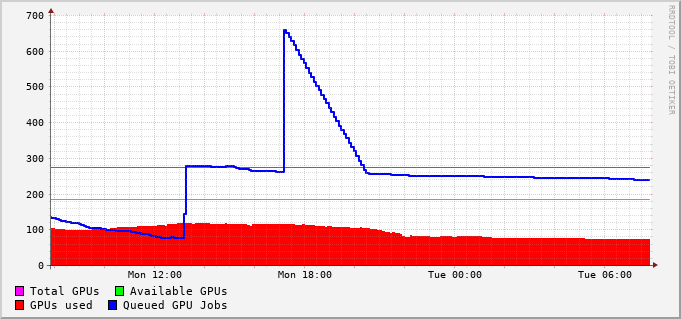 700
600
500
400
300
200
100
0
Mon 12:00 Mon 18:00 Tue 00:00 Tue 06:00
Total GPUs Available GPUs
GPUs used Queued GPU Jobs
RRDTOOL / TOBI OETIKER